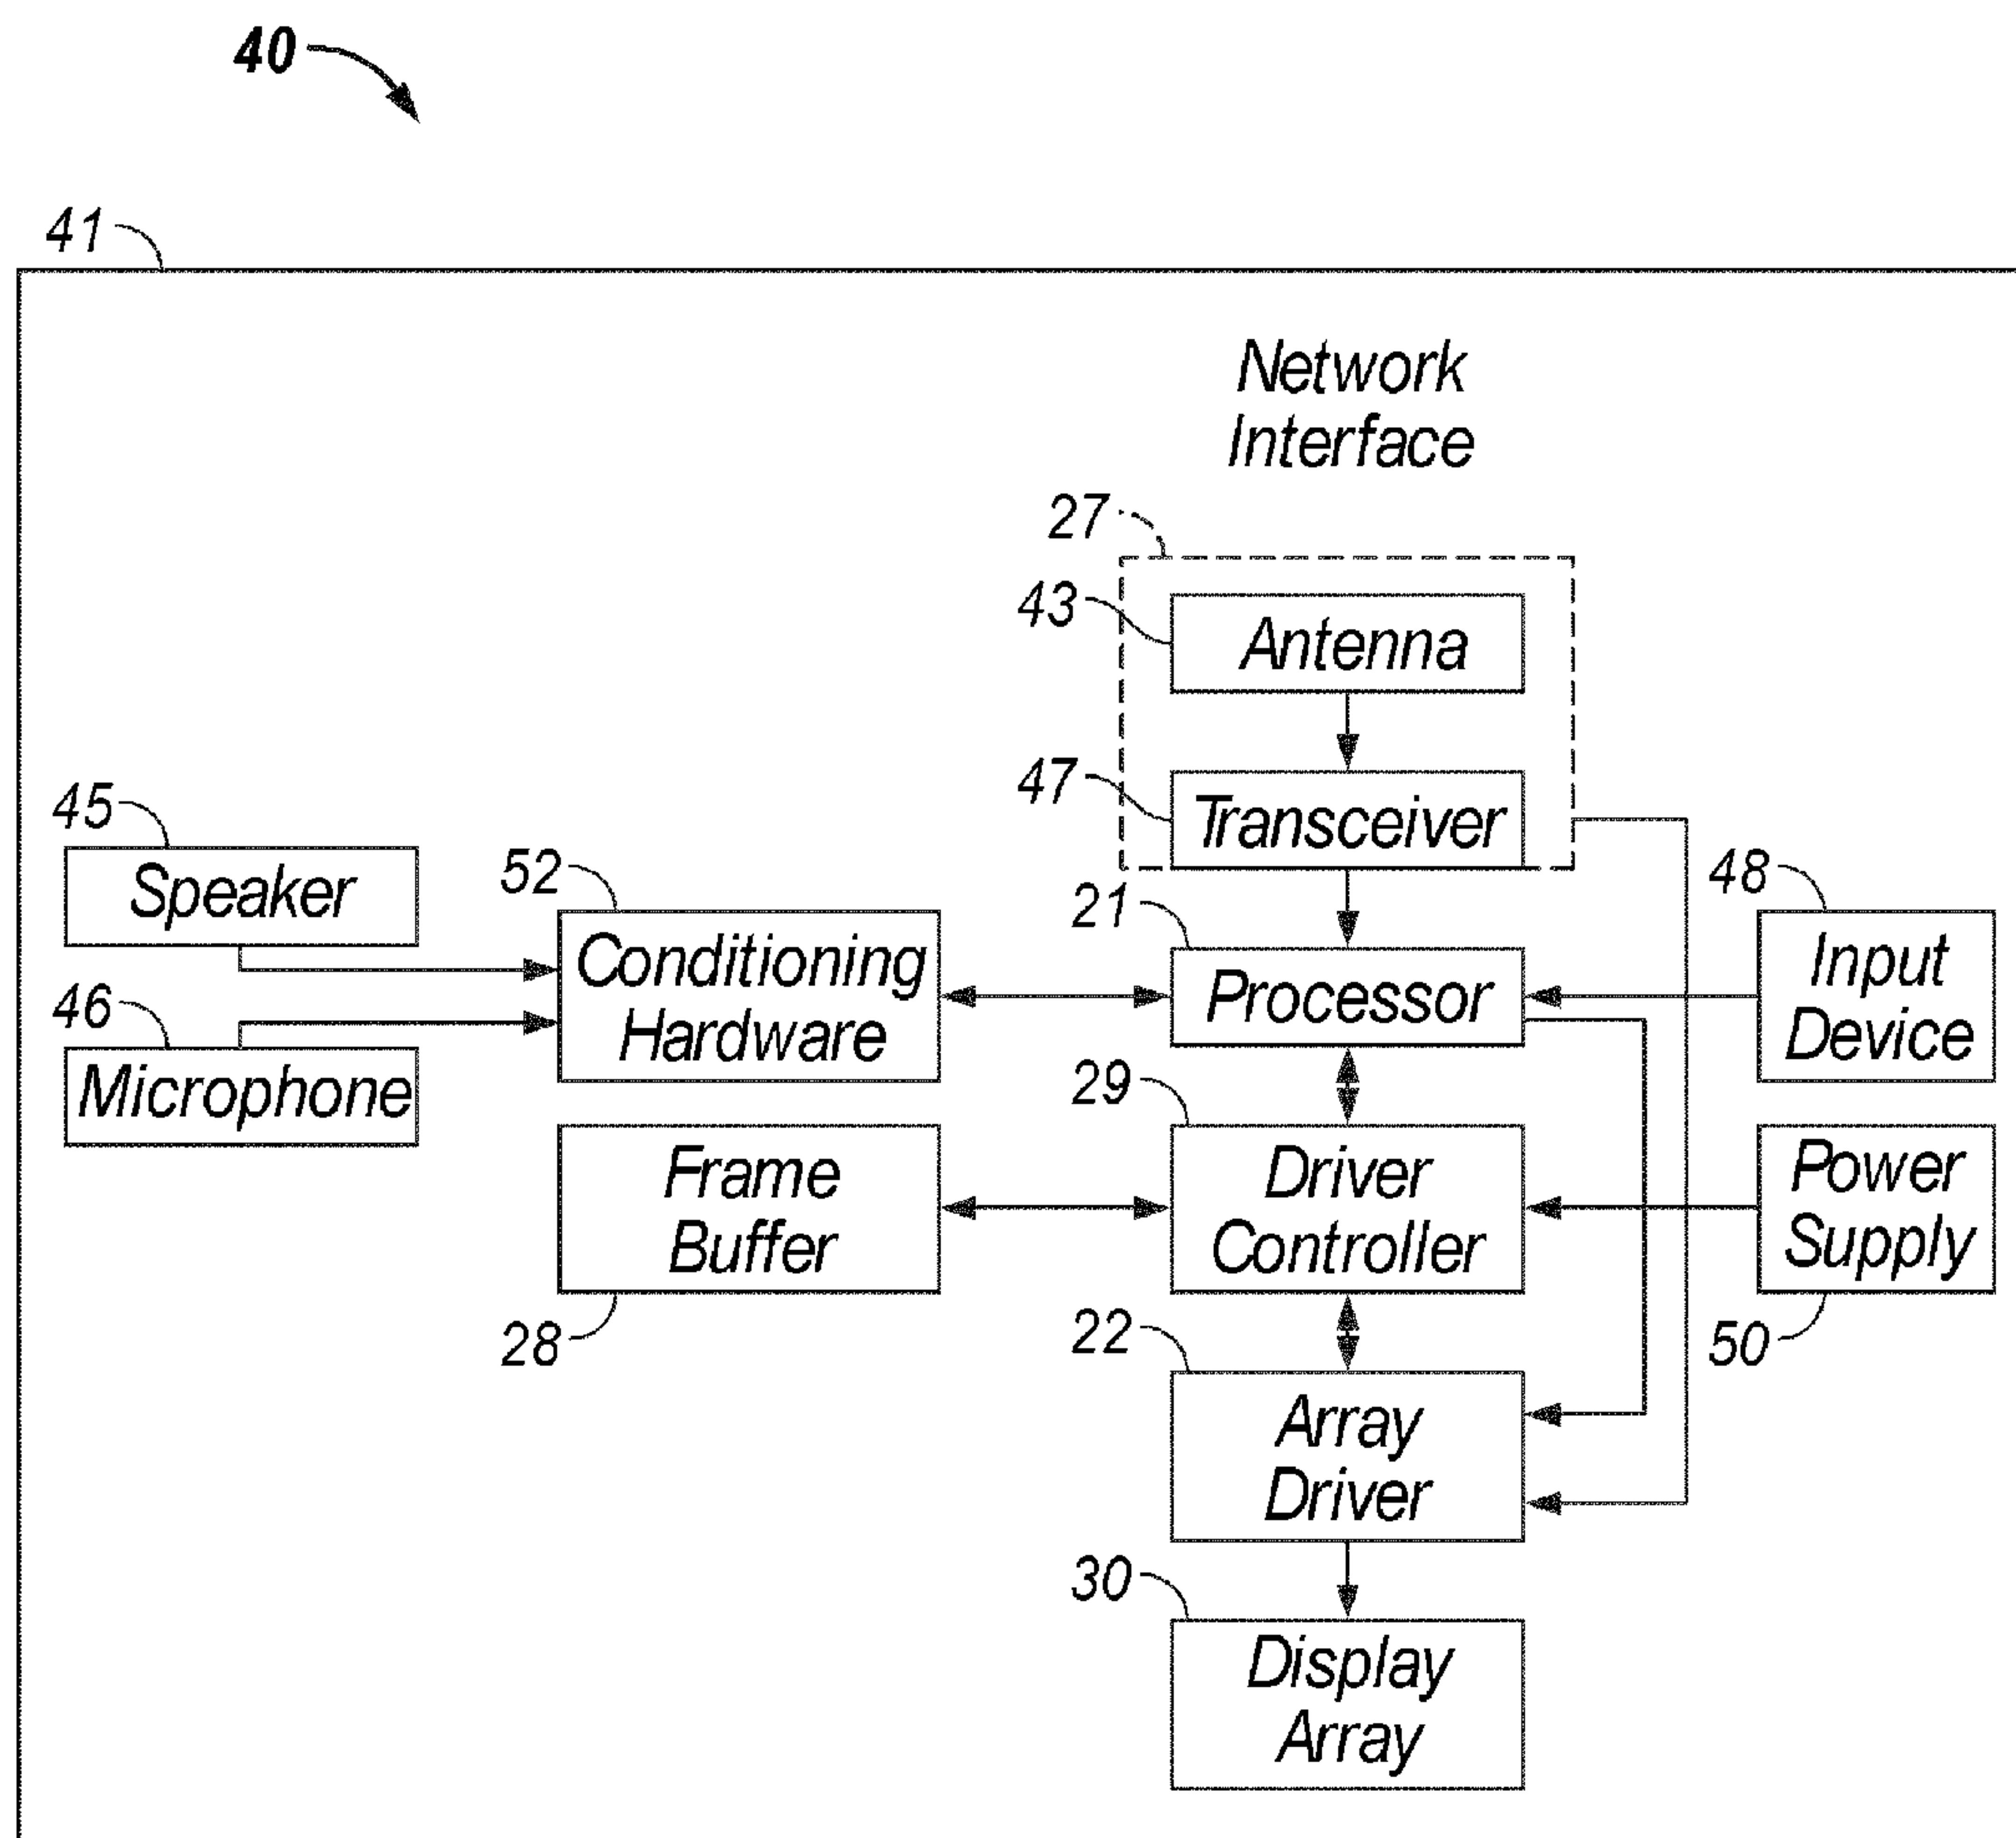 40
41
Network
Interface
27
43
Antenna
47
Transceiver
45
Speaker
52
Conditioning
Hardware
21
Processor
48
Input
Device
46
Microphone
29
Frame
Buffer
28
Driver
Controller
Power
Supply
50
22
Array
Driver
30
Display
Array